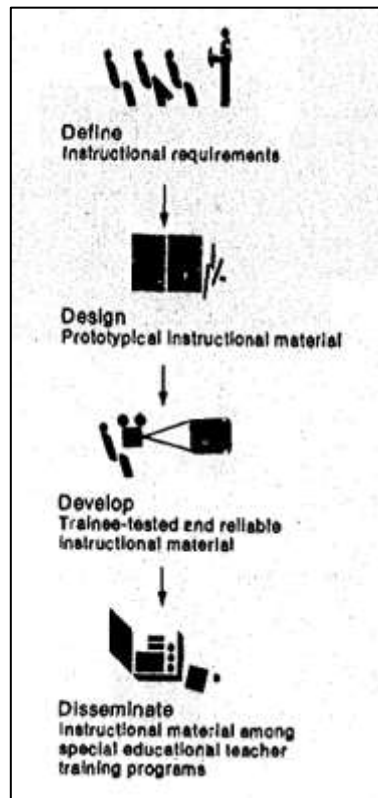 Define
Instructional requirements
Design
Prototypical instructional material
Develop
Trainee-tested and reliable
instructional material
Disseminate
Instructional material among
special educational teacher
training programs